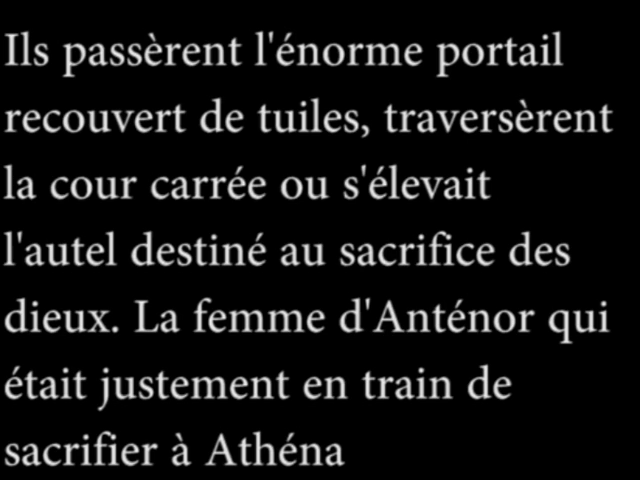 Ils passèrent l'énorme portail
recouvert de tuiles, traversèrent
la cour carrée ou s'élevait
l'autel destiné au sacrifice des
dieux. La femme d'Anténor qui
était justement en train de
sacrifier à Athéna